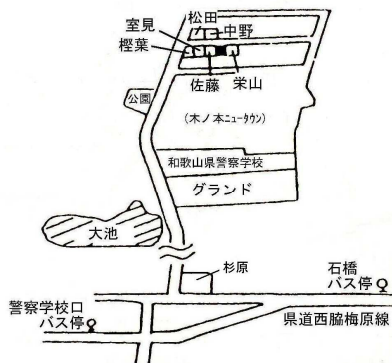 松田
室見
中野
樫葉
佐藤
栄山
公園
(木ノ本ニュータウン)
和歌山県警察学校
グランド
大池
杉原
石橋
バス停
警察学校口
バス停
県道西脇梅原線